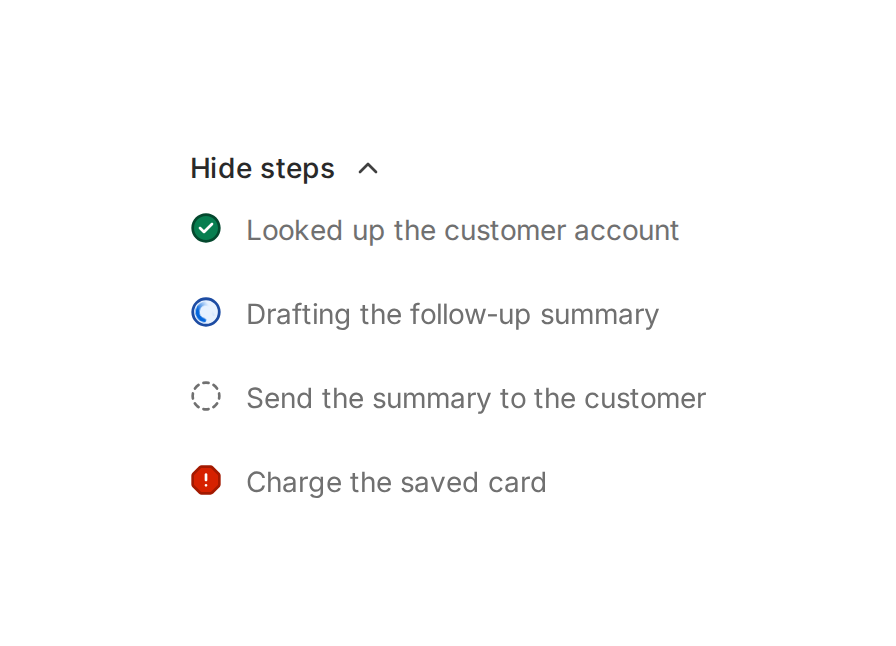 Hide steps
Looked up the customer account
Drafting the follow-up summary
Send the summary to the customer
Charge the saved card